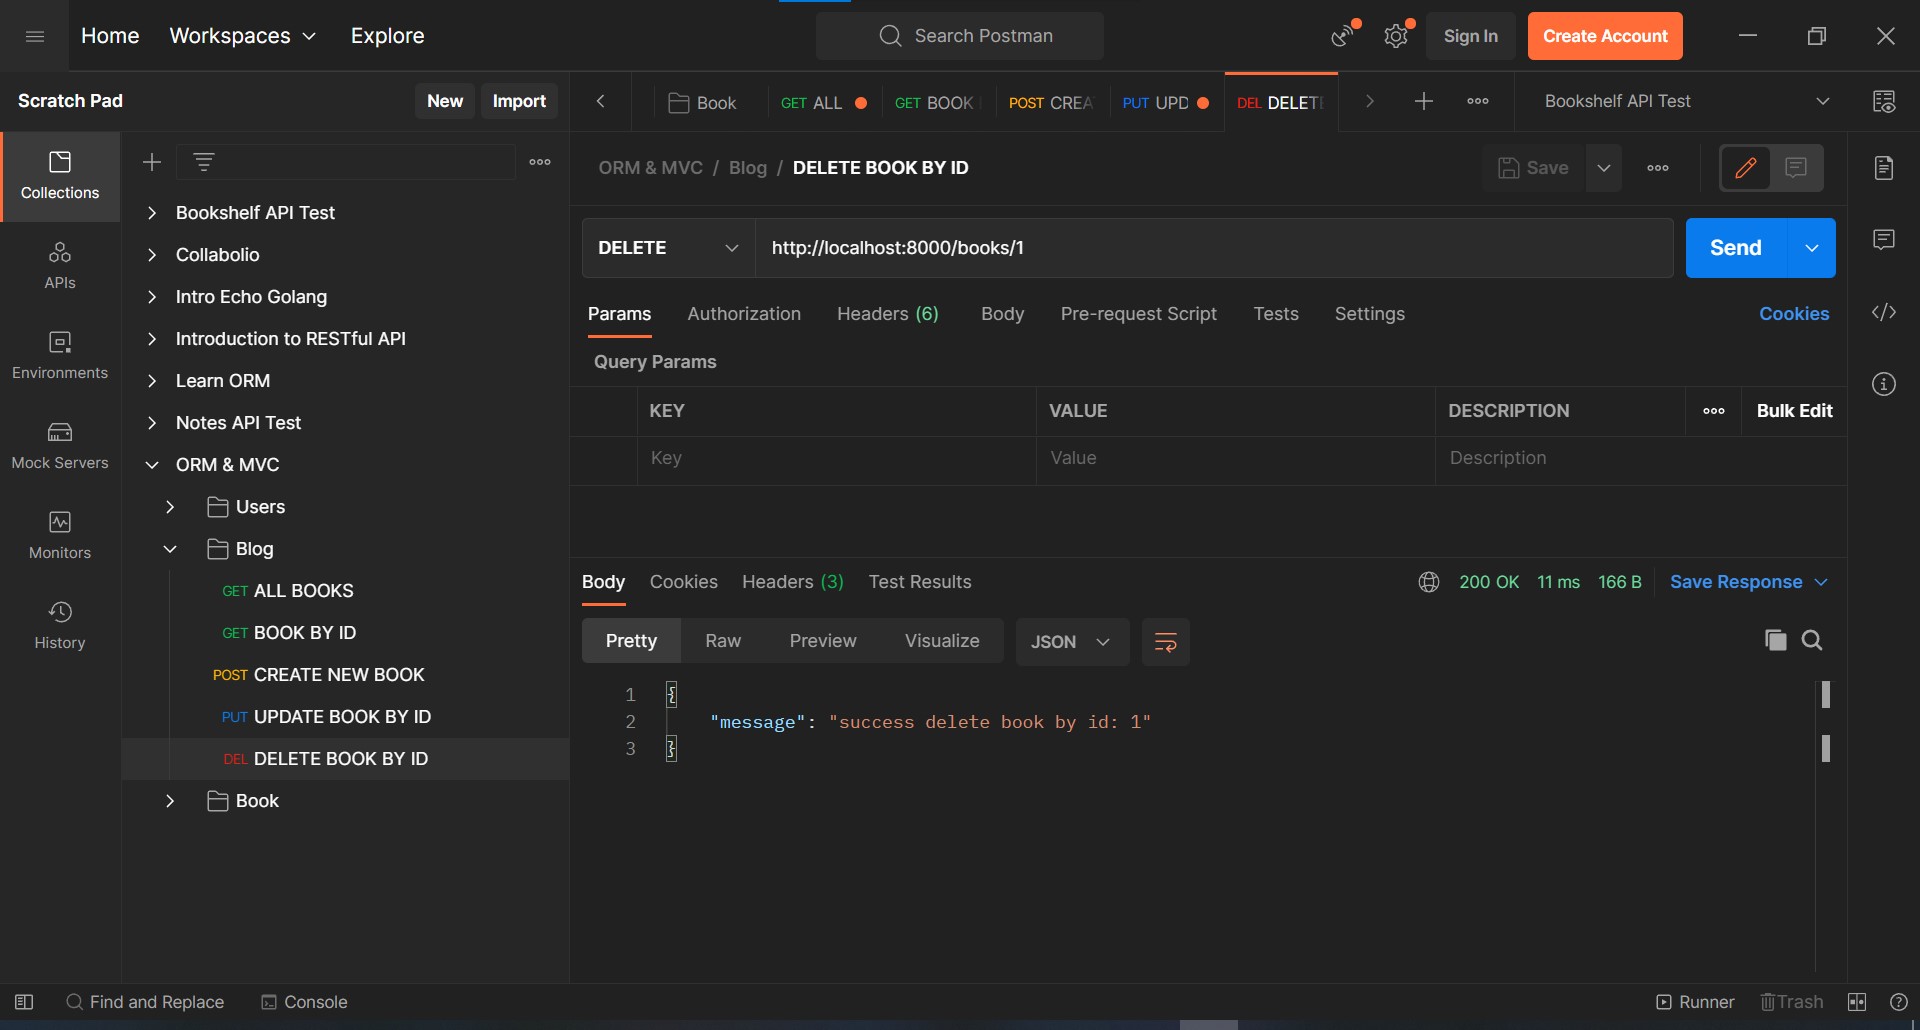 Home Workspaces Explore Search Postman Sign In Create Account
Scratch Pad New Import
Book GET ALL GET BOOK POST CREA PUT UPD DEL DELETE Bookshelf API Test
Collections
APIs
Environments
Mock Servers
Monitors
History
Bookshelf API Test
Collabolio
Intro Echo Golang
Introduction to RESTful API
Learn ORM
Notes API Test
ORM & MVC
Users
Blog
GET ALL BOOKS
GET BOOK BY ID
POST CREATE NEW BOOK
PUT UPDATE BOOK BY ID
DEL DELETE BOOK BY ID
Book
ORM & MVC / Blog / DELETE BOOK BY ID Save
DELETE http://localhost:8000/books/1 Send
Params Authorization Headers (6) Body Pre-request Script Tests Settings Cookies
Query Params
KEY VALUE DESCRIPTION Bulk Edit
Key Value Description
Body Cookies Headers (3) Test Results 200 OK 11 ms 166 B Save Response
Pretty Raw Preview Visualize JSON
1 {
2 "message": "success delete book by id: 1"
3 }
Find and Replace Console Runner Trash